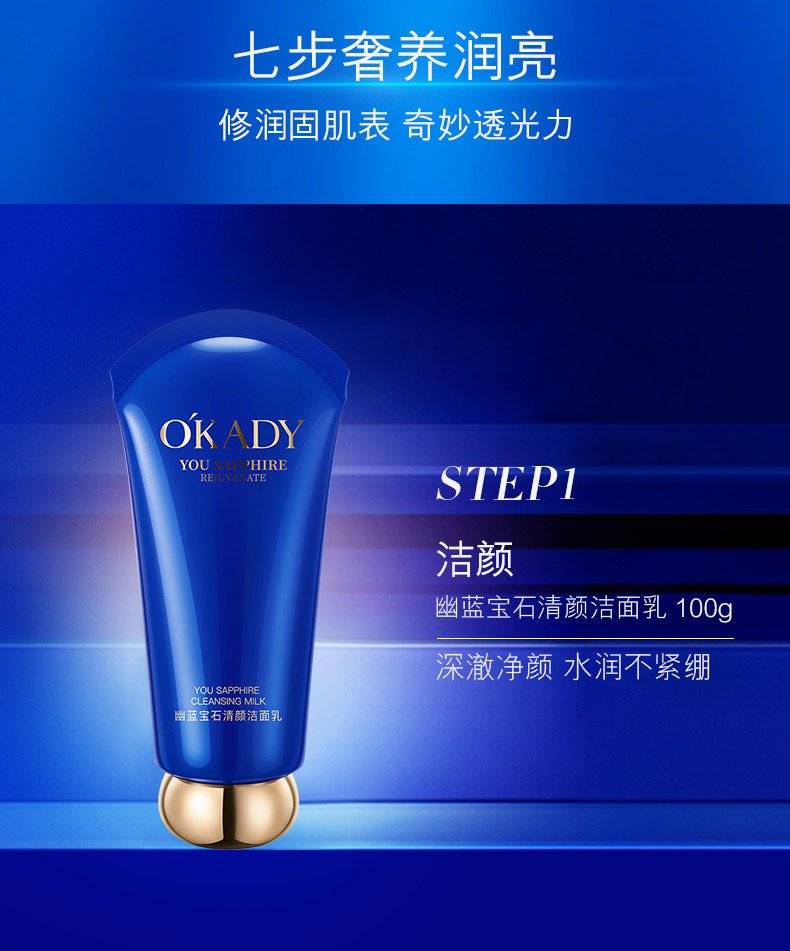 七步奢养润亮
修润固肌表 奇妙透光力
O'KADY
YOU SAPPHIRE
REJUVENATE
STEP1
洁颜
幽蓝宝石清颜洁面乳 100g
深澈净颜 水润不紧绷
YOU SAPPHIRE
CLEANSING MILK
幽蓝宝石清颜洁面乳